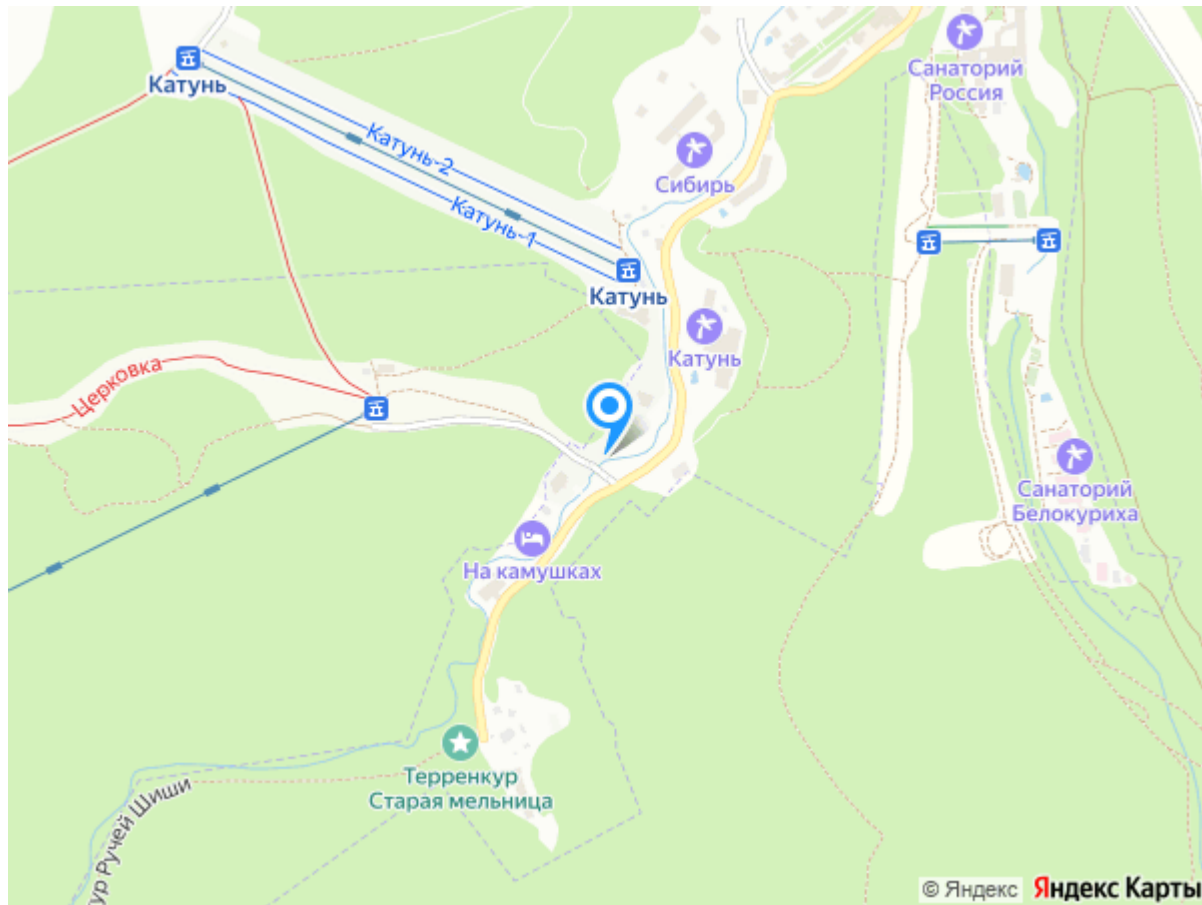 Катунь
Катунь-2
Катунь-1
Санаторий
Россия
Сибирь
Катунь
Катунь
Церковка
Санаторий
Белокуриха
На камушках
Терренкур
Старая мельница
ур Ручей Шиши
© Яндекс Яндекс Карты